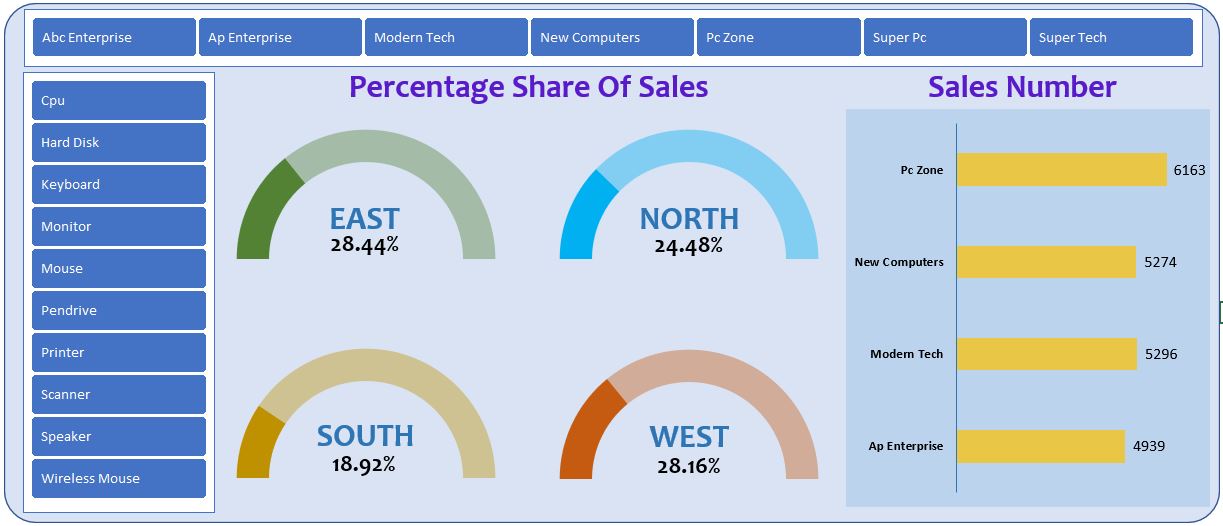 Abc Enterprise
Ap Enterprise
Modern Tech
New Computers
Pc Zone
Super Pc
Super Tech
Cpu
Hard Disk
Keyboard
Monitor
Mouse
Pendrive
Printer
Scanner
Speaker
Wireless Mouse
Percentage Share Of Sales
EAST
28.44%
NORTH
24.48%
SOUTH
18.92%
WEST
28.16%
Sales Number
Pc Zone 6163
New Computers 5274
Modern Tech 5296
Ap Enterprise 4939